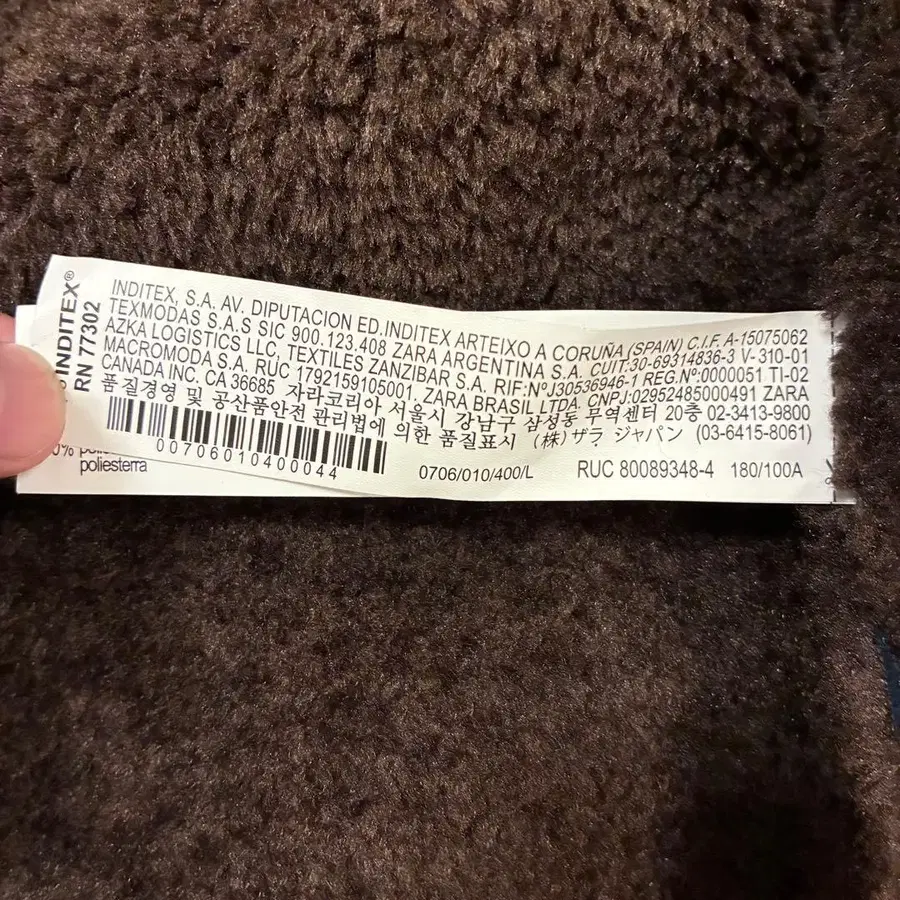 INDITEX®
RN 77302
INDITEX, S.A. AV. DIPUTACION ED.INDITEX ARTEIXO A CORUÑA (SPAIN) C.I.F. A-15075062
TEXMODAS S.A.S SIC 900.123.408 ZARA ARGENTINA S.A. CUIT:30-69314836-3 V-310-01
AZKA LOGISTICS LLC, TEXTILES ZANZIBAR S.A. RIF:NºJ30536946-1 REG.Nº:0000051 TI-02
MACROMODA S.A. RUC 1792159105001, ZARA BRASIL LTDA. CNPJ:02952485000491 ZARA
CANADA INC, CA 36685 자라코리아 서울시 강남구 삼성동 무역센터 20층 02-3413-9800
품질경영 및 공산품안전 관리법에 의한 품질표시 (株) ザラ ジャパン (03-6415-8061)
00706010400044
0706/010/400/L RUC 80089348-4 180/100A
poliesterra